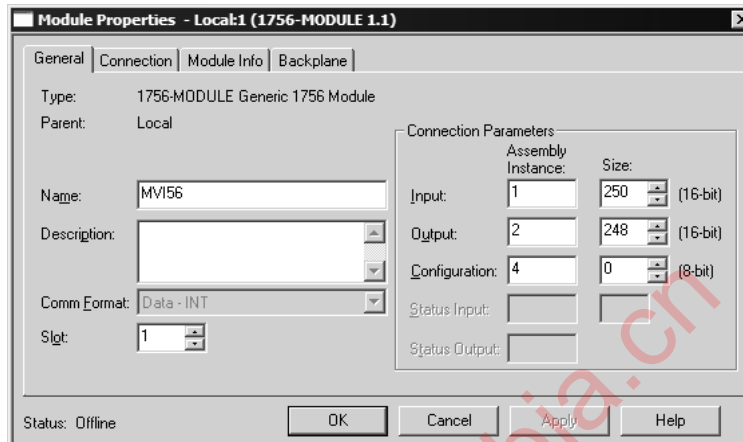 Module Properties - Local:1 (1756-MODULE 1.1)
General
Connection
Module Info
Backplane
Type: 1756-MODULE Generic 1756 Module
Parent: Local
Name: MVI56
Description:
Comm Format: Data - INT
Slot: 1
Connection Parameters
Assembly Instance:
Size:
Input: 1 250 (16-bit)
Output: 2 248 (16-bit)
Configuration: 4 0 (8-bit)
Status Input:
Status Output:
Status: Offline
OK
Cancel
Apply
Help